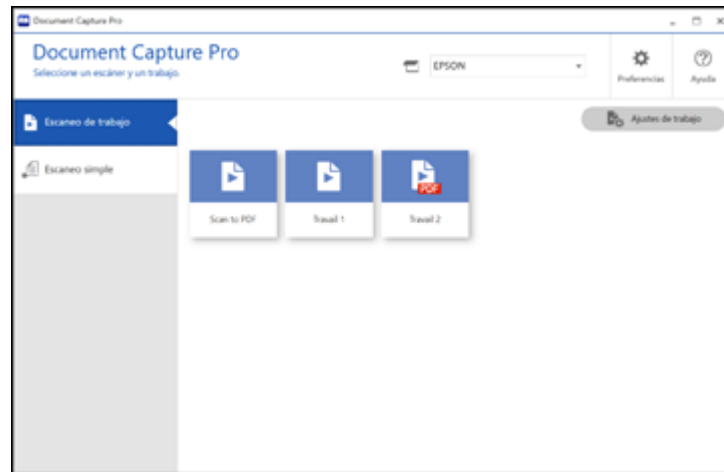 Document Capture Pro
Document Capture Pro
Seleccione un escáner y un trabajo.
EPSON
Preferencias
Ayuda
Escaneo de trabajo
Ajustes de trabajo
Escaneo simple
Scan to PDF
Travail 1
PDF
Travail 2